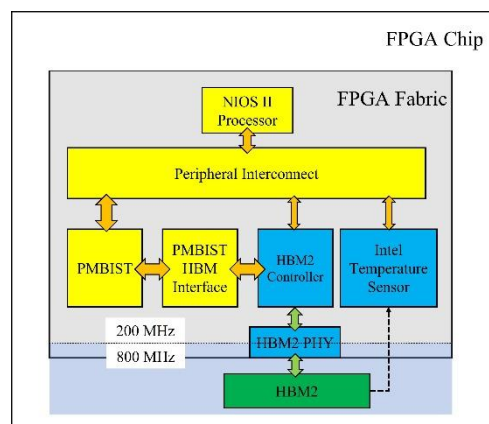 FPGA Chip
FPGA Fabric
NIOS II
Processor
Peripheral Interconnect
PMBIST
PMBIST
HBM
Interface
HBM2
Controller
Intel
Temperature
Sensor
200 MHz
800 MHz
HBM2 PHY
HBM2